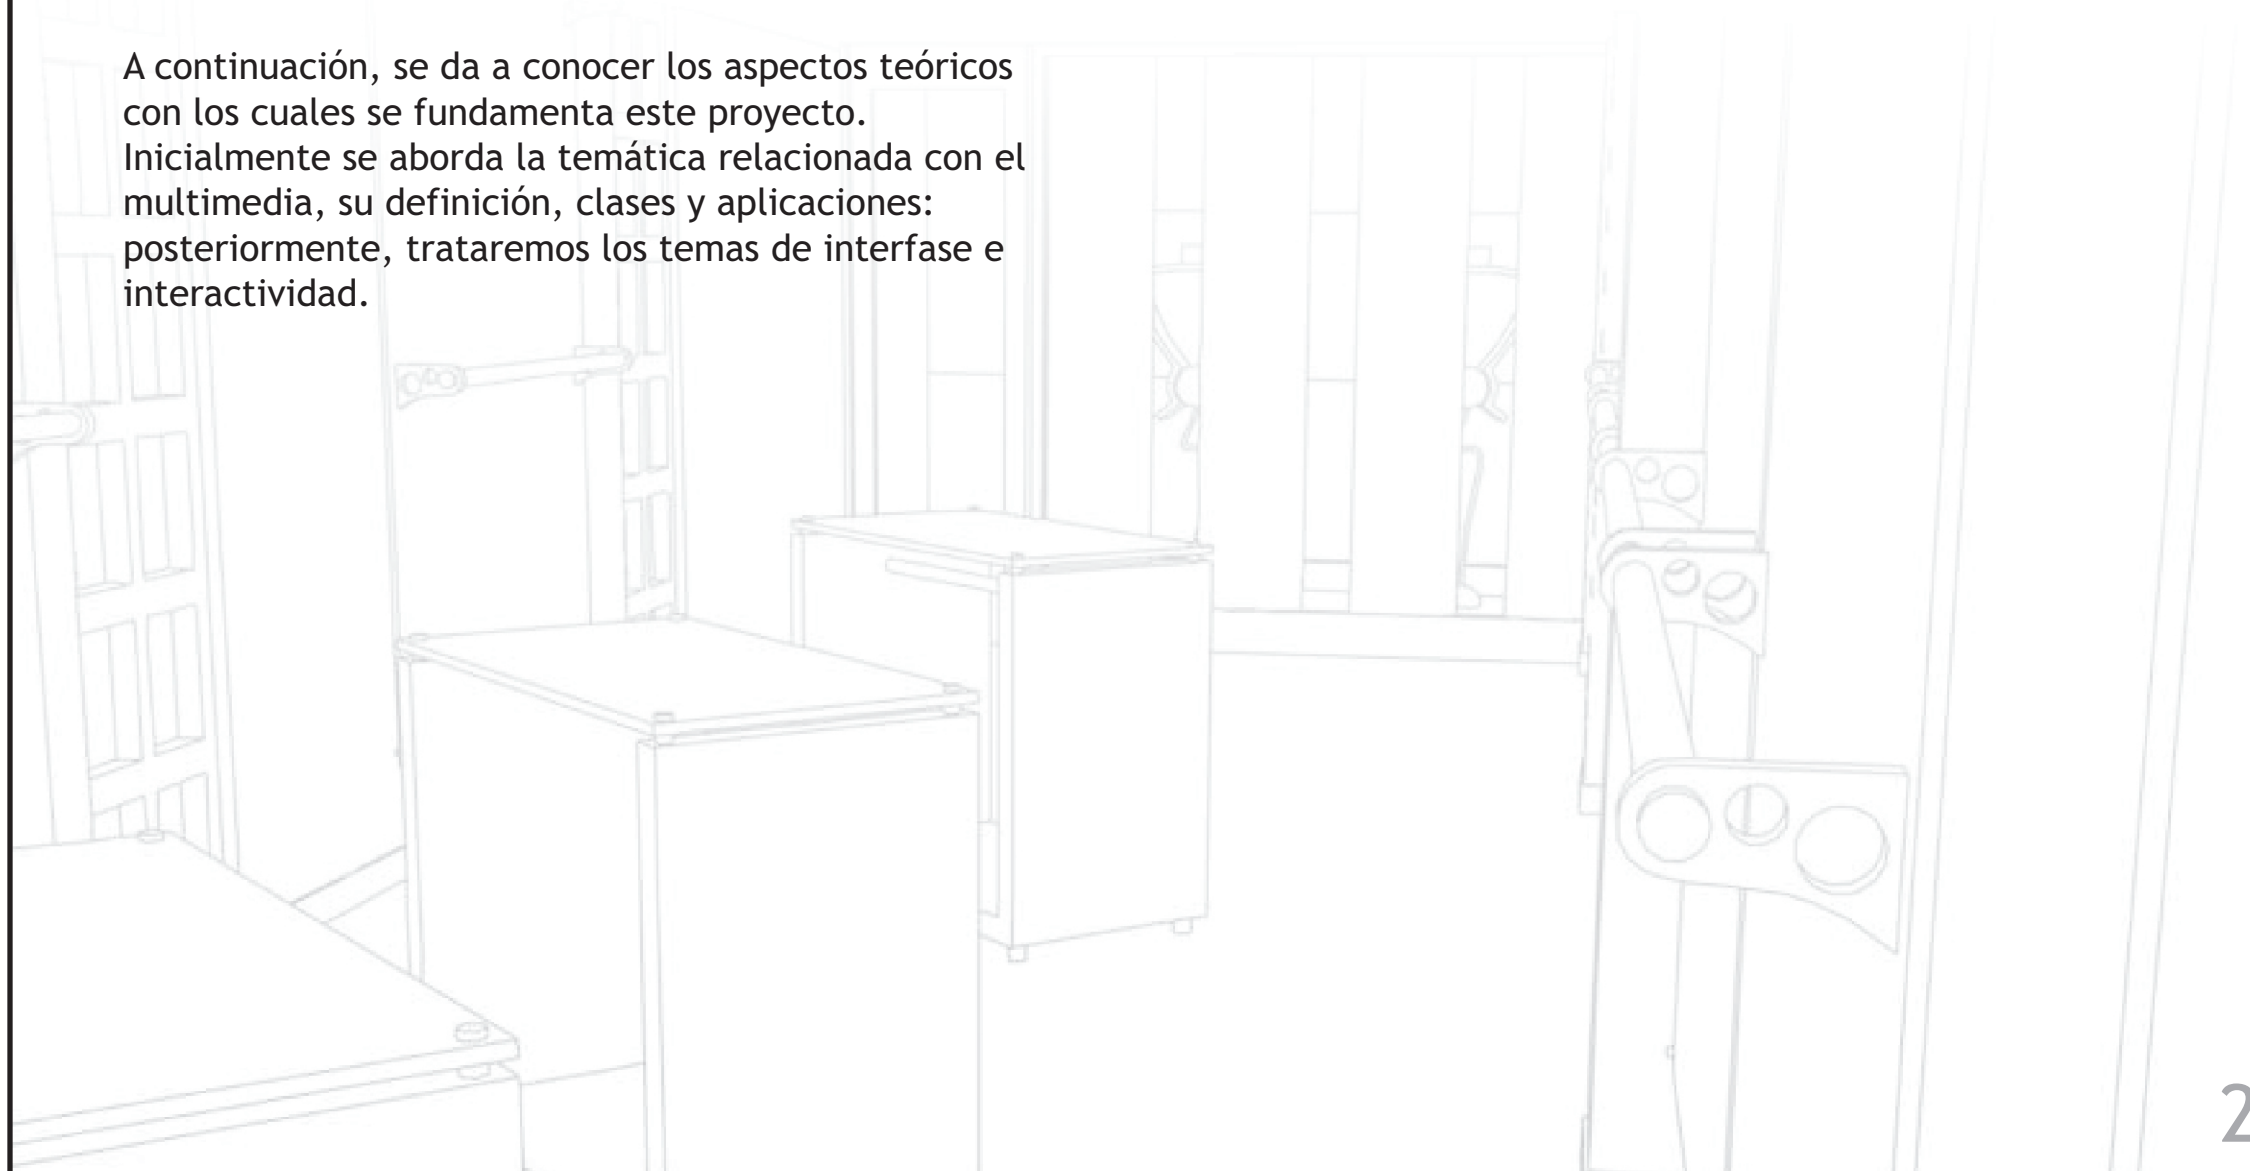 A continuación, se da a conocer los aspectos teóricos
con los cuales se fundamenta este proyecto.
Inicialmente se aborda la temática relacionada con el
multimedia, su definición, clases y aplicaciones:
posteriormente, trataremos los temas de interfase e
interactividad.
2